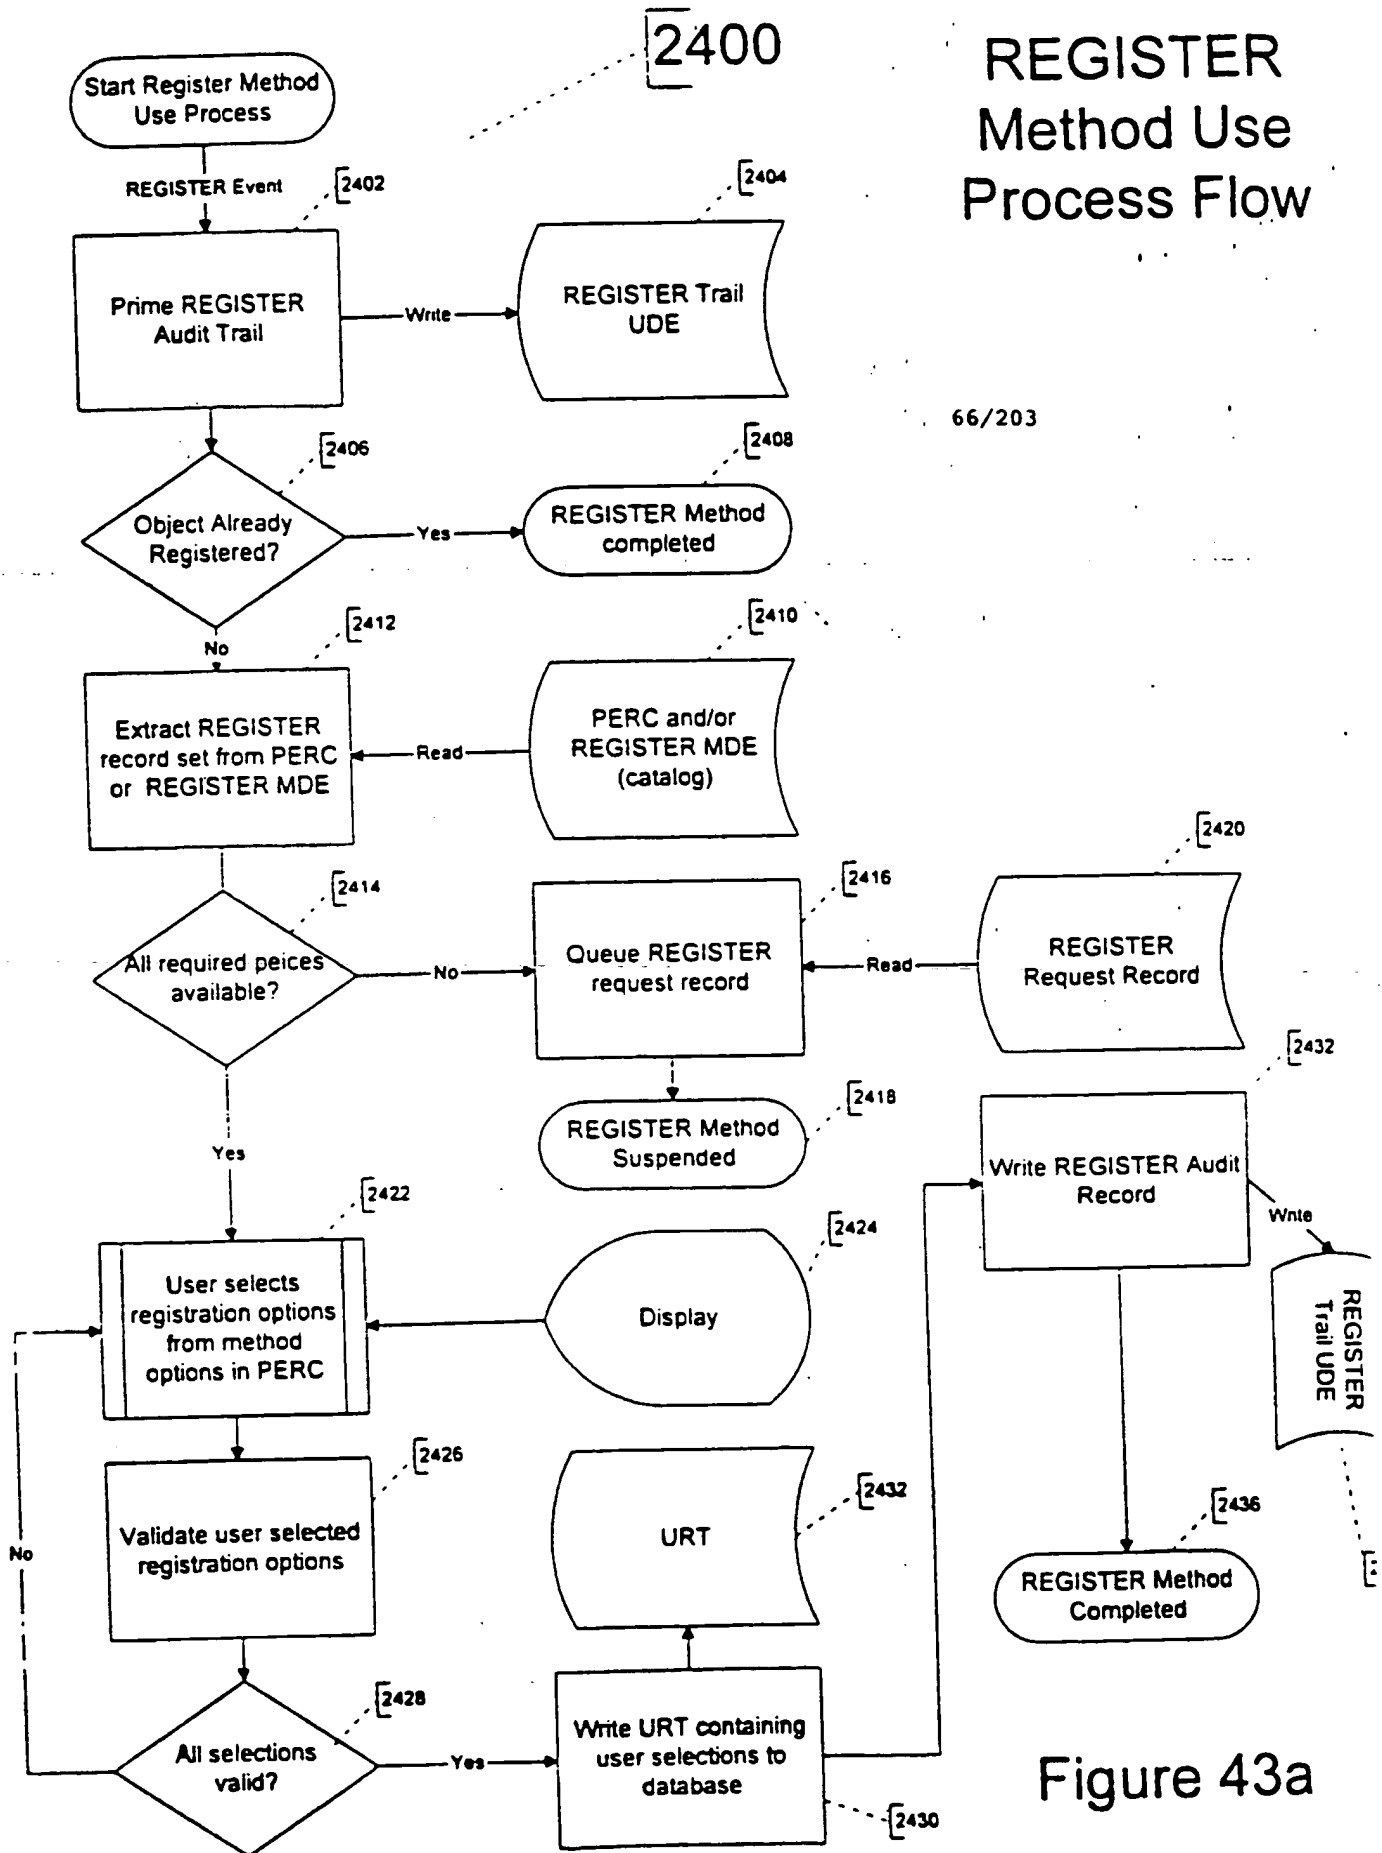 2400
REGISTER
Method Use
Process Flow
Start Register Method
Use Process
REGISTER Event
2402
2404
Prime REGISTER
Audit Trail
Write
REGISTER Trail
UDE
66/203
2406
2408
Object Already
Registered?
Yes
REGISTER Method
completed
No
2412
2410
Extract REGISTER
record set from PERC
or REGISTER MDE
Read
PERC and/or
REGISTER MDE
(catalog)
2414
2416
2420
All required peices
available?
No
Queue REGISTER
request record
Read
REGISTER
Request Record
Yes
2418
REGISTER Method
Suspended
2432
Write REGISTER Audit
Record
Write
REGISTER
Trail UDE
2422
2424
User selects
registration options
from method
options in PERC
Display
2426
2432
Validate user selected
registration options
No
URT
2436
REGISTER Method
Completed
2428
All selections
valid?
Yes
Write URT containing
user selections to
database
2430
Figure 43a